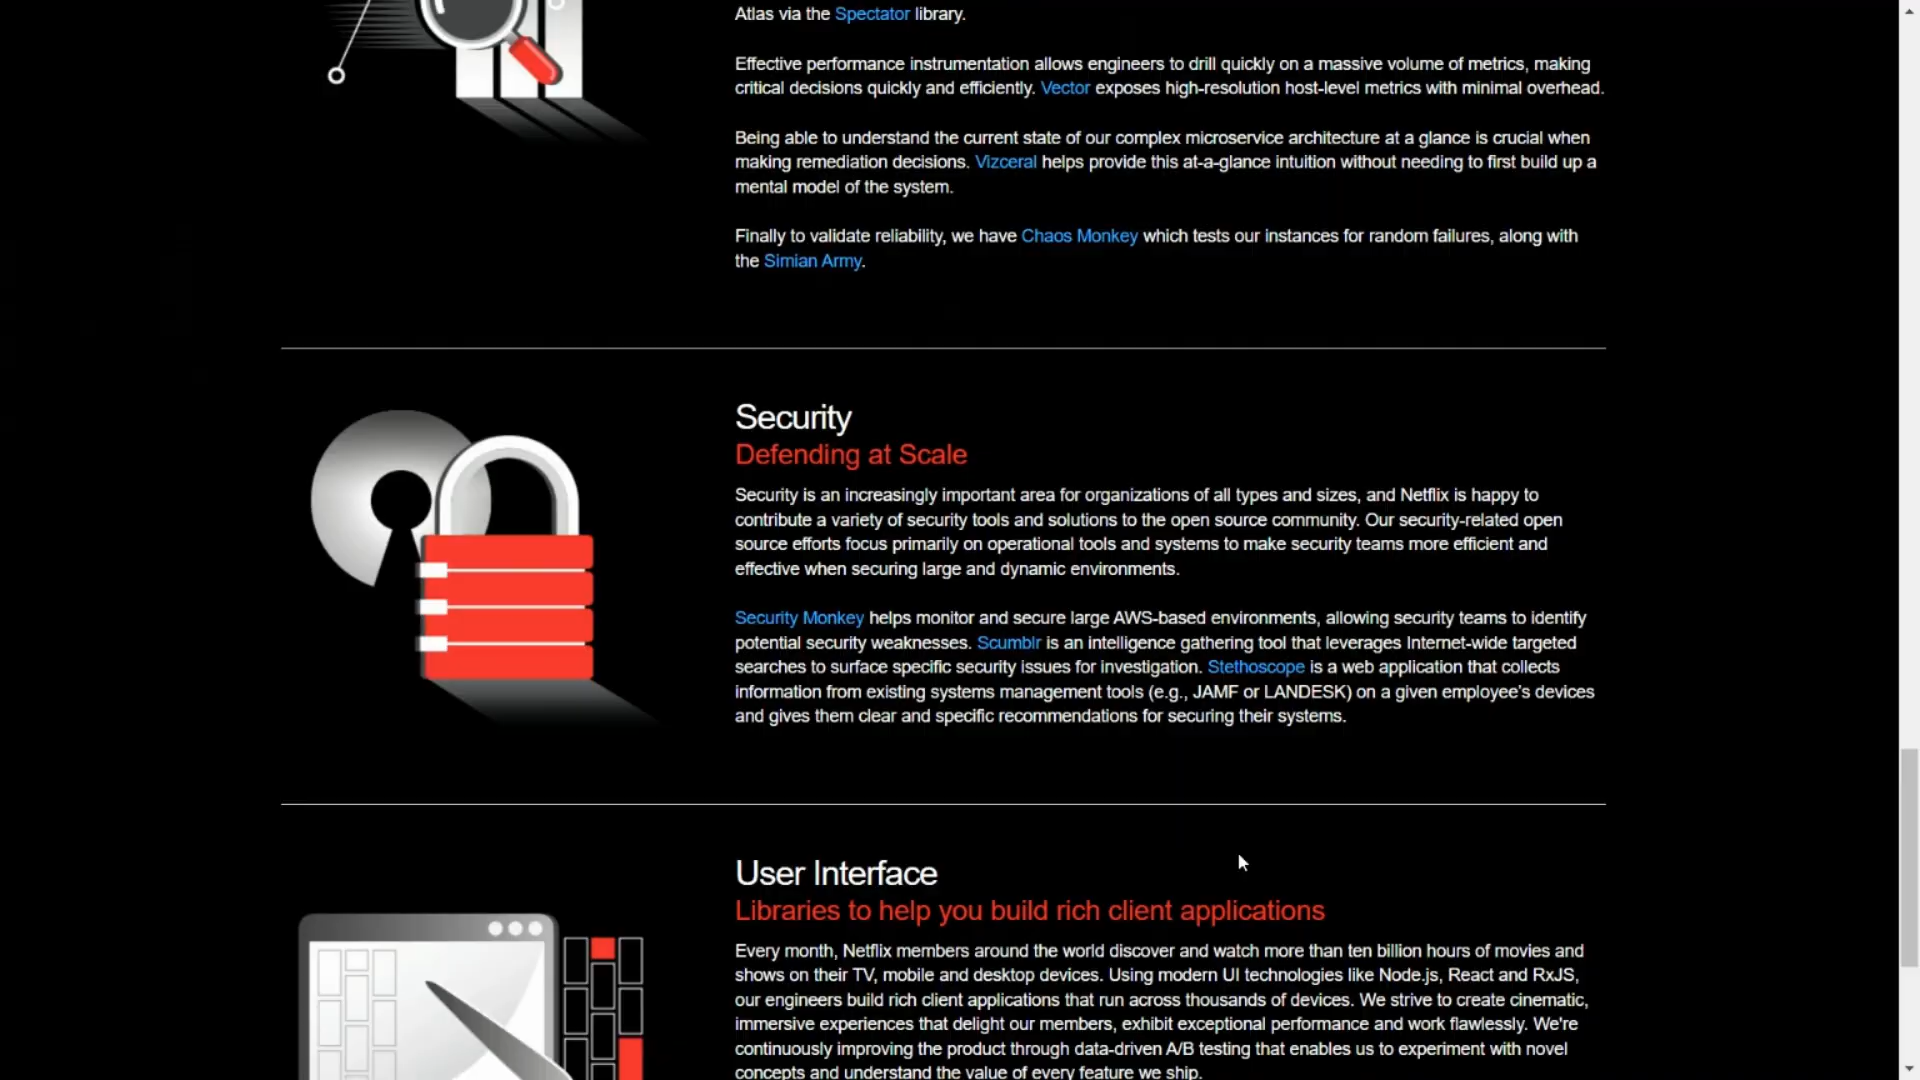 Atlas via the Spectator library.
Effective performance instrumentation allows engineers to drill quickly on a massive volume of metrics, making
critical decisions quickly and efficiently. Vector exposes high-resolution host-level metrics with minimal overhead.
Being able to understand the current state of our complex microservice architecture at a glance is crucial when
making remediation decisions. Vizceral helps provide this at-a-glance intuition without needing to first build up a
mental model of the system.
Finally to validate reliability, we have Chaos Monkey which tests our instances for random failures, along with
the Simian Army.
Security
Defending at Scale
Security is an increasingly important area for organizations of all types and sizes, and Netflix is happy to
contribute a variety of security tools and solutions to the open source community. Our security-related open
source efforts focus primarily on operational tools and systems to make security teams more efficient and
effective when securing large and dynamic environments.
Security Monkey helps monitor and secure large AWS-based environments, allowing security teams to identify
potential security weaknesses. Scumblr is an intelligence gathering tool that leverages Internet-wide targeted
searches to surface specific security issues for investigation. Stethoscope is a web application that collects
information from existing systems management tools (e.g., JAMF or LANDESK) on a given employee's devices
and gives them clear and specific recommendations for securing their systems.
User Interface
Libraries to help you build rich client applications
Every month, Netflix members around the world discover and watch more than ten billion hours of movies and
shows on their TV, mobile and desktop devices. Using modern UI technologies like Node.js, React and RxJS,
our engineers build rich client applications that run across thousands of devices. We strive to create cinematic,
immersive experiences that delight our members, exhibit exceptional performance and work flawlessly. We're
continuously improving the product through data-driven A/B testing that enables us to experiment with novel
concepts and understand the value of every feature we ship.